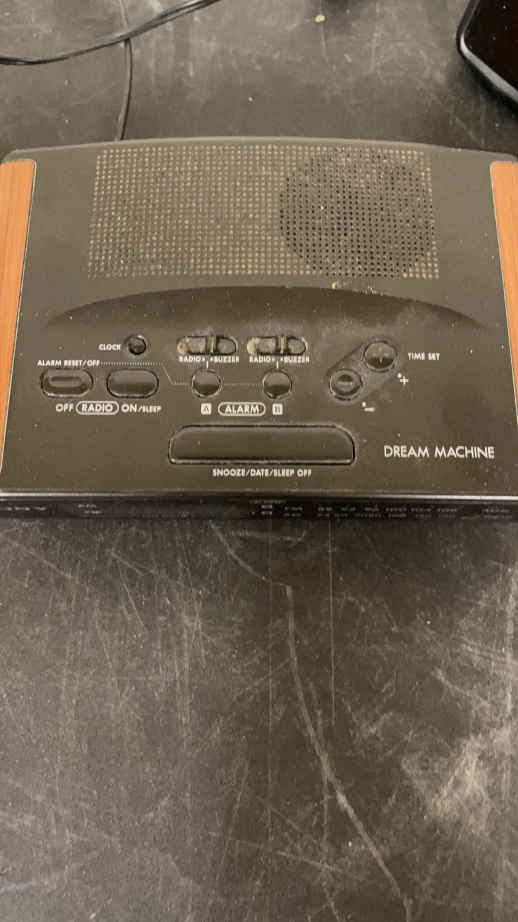 CLOCK
RADIO BUZZER RADIO BUZZER
ALARM RESET/OFF
TIME SET
+
OFF RADIO ON/SLEEP
A ALARM B
−
DREAM MACHINE
SNOOZE/DATE/SLEEP OFF
FM